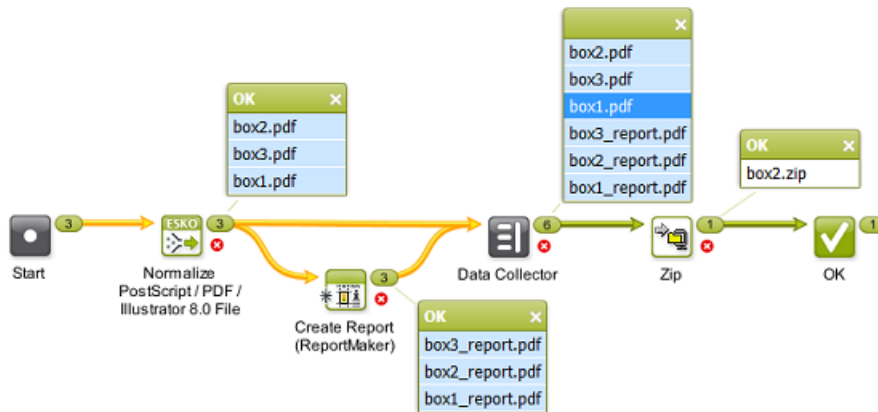 box2.pdf
box3.pdf
box1.pdf
box3_report.pdf
box2_report.pdf
box1_report.pdf
OK
box2.pdf
box3.pdf
box1.pdf
OK
box2.zip
3
ESKO
3
6
1
1
Start
Normalize
PostScript / PDF /
Illustrator 8.0 File
Data Collector
Zip
OK
3
Create Report
(ReportMaker)
OK
box3_report.pdf
box2_report.pdf
box1_report.pdf